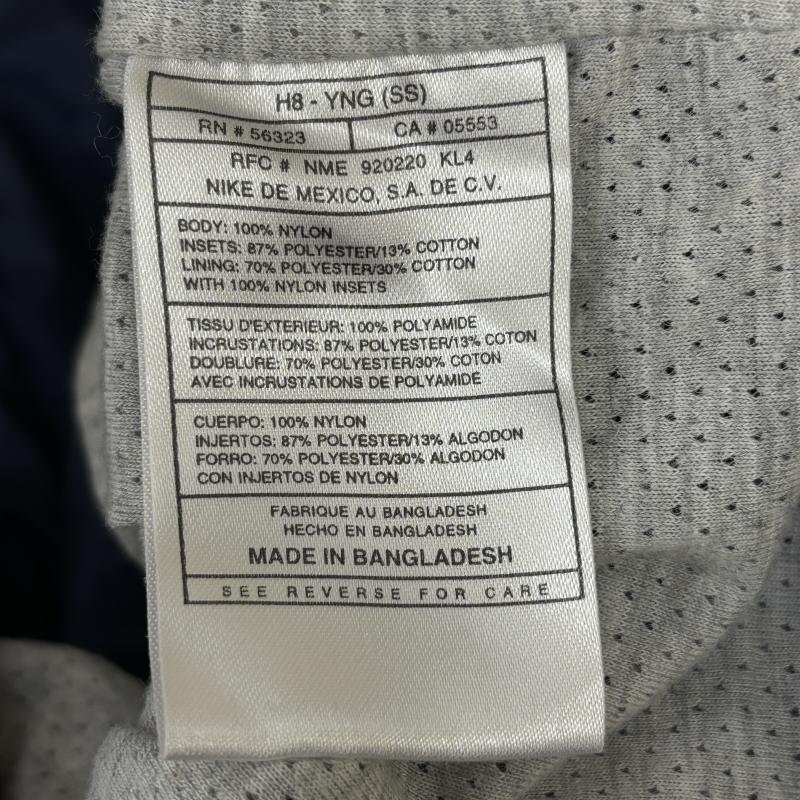 H8 - YNG (SS)
RN # 56323 CA # 05553
RFC # NME 920220 KL4
NIKE DE MEXICO, S.A. DE C.V.
BODY: 100% NYLON
INSETS: 87% POLYESTER/13% COTTON
LINING: 70% POLYESTER/30% COTTON
WITH 100% NYLON INSETS
TISSU D'EXTERIEUR: 100% POLYAMIDE
INCRUSTATIONS: 87% POLYESTER/13% COTON
DOUBLURE: 70% POLYESTER/30% COTON
AVEC INCRUSTATIONS DE POLYAMIDE
CUERPO: 100% NYLON
INJERTOS: 87% POLYESTER/13% ALGODON
FORRO: 70% POLYESTER/30% ALGODON
CON INJERTOS DE NYLON
FABRIQUE AU BANGLADESH
HECHO EN BANGLADESH
MADE IN BANGLADESH
SEE REVERSE FOR CARE